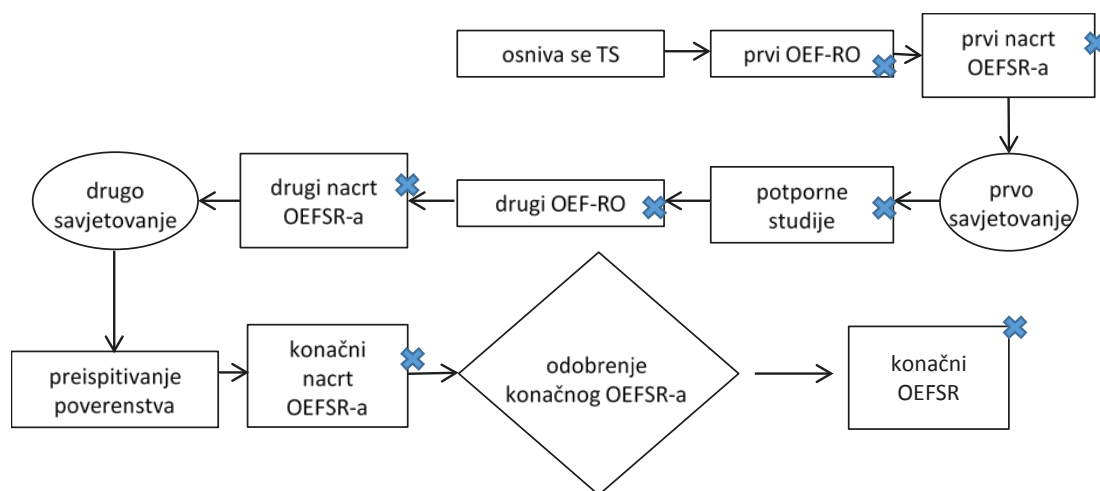 osniva se TS
prvi OEF-RO
prvi nacrt
OEFSR-a
prvo
savjetovanje
potporne
studije
drugi OEF-RO
drugi nacrt
OEFSR-a
drugo
savjetovanje
preispitivanje
poverenstva
konačni
nacrt
OEFSR-a
odobrenje
konačnog OEFSR-a
konačni
OEFSR